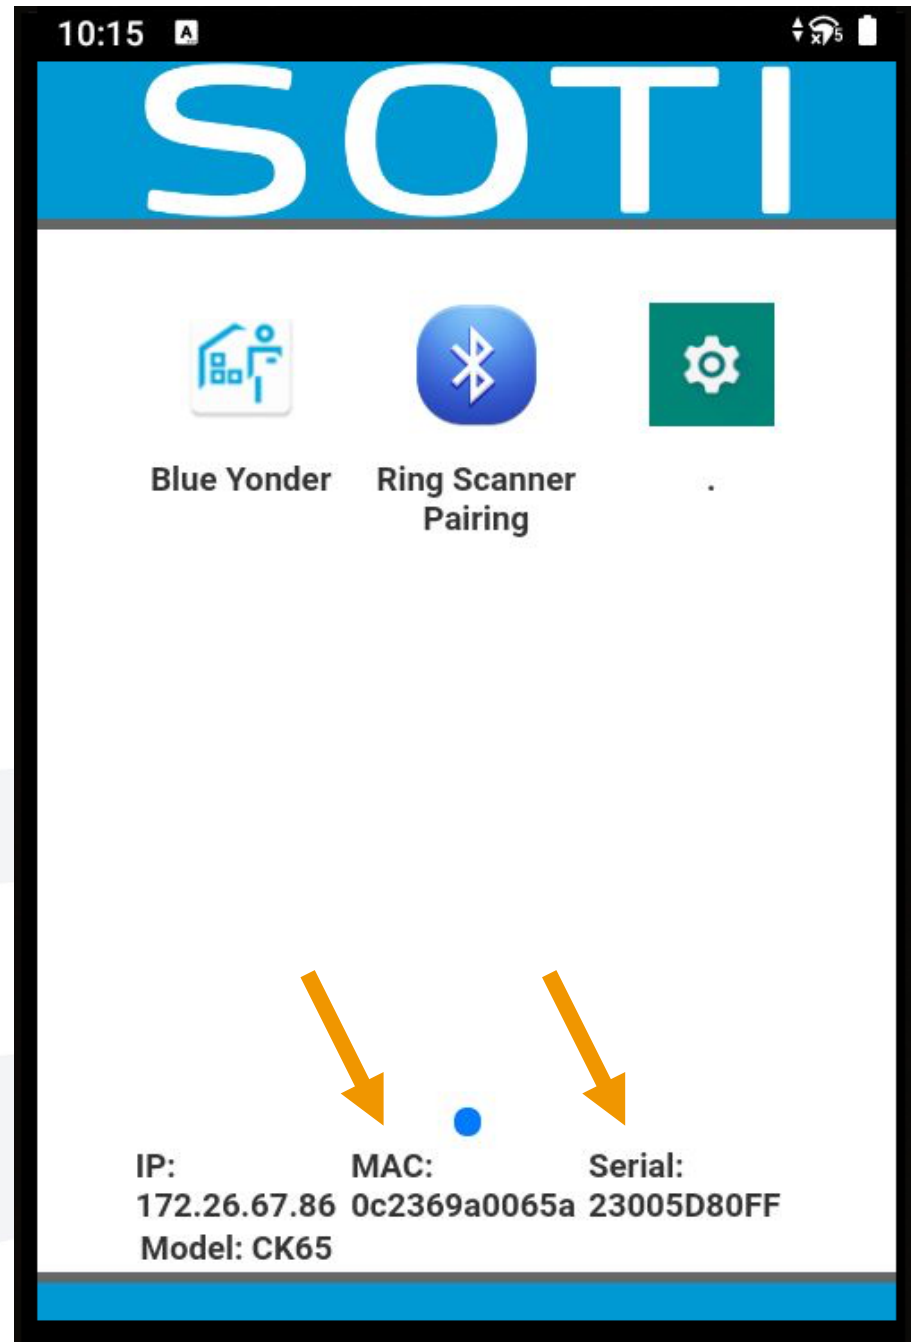 10:15 A 5
SOTI
Blue Yonder
Ring Scanner
Pairing
.
IP: MAC: Serial:
172.26.67.86 0c2369a0065a 23005D80FF
Model: CK65